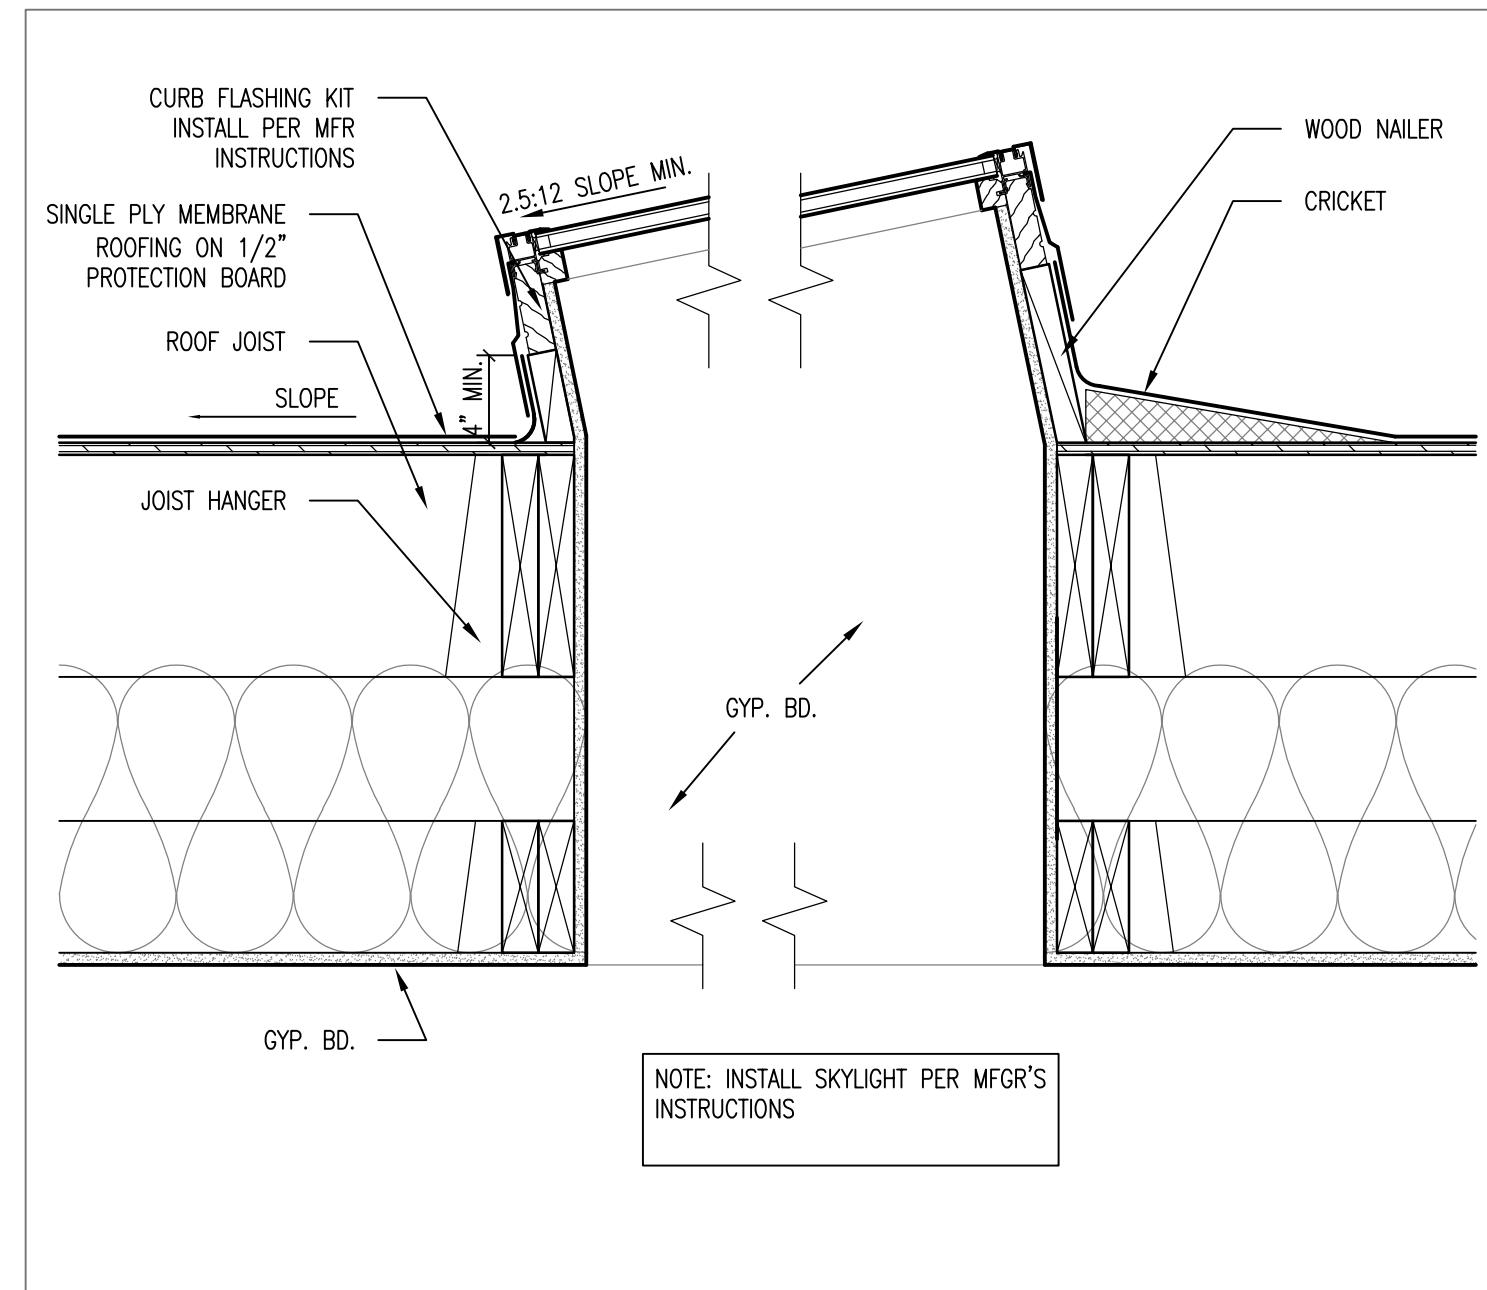 CURB FLASHING KIT
INSTALL PER MFR
INSTRUCTIONS
WOOD NAILER
2.5:12 SLOPE MIN.
SINGLE PLY MEMBRANE
ROOFING ON 1/2"
PROTECTION BOARD
CRICKET
ROOF JOIST
SLOPE
4" MIN.
JOIST HANGER
GYP. BD.
GYP. BD.
NOTE: INSTALL SKYLIGHT PER MFGR'S
INSTRUCTIONS